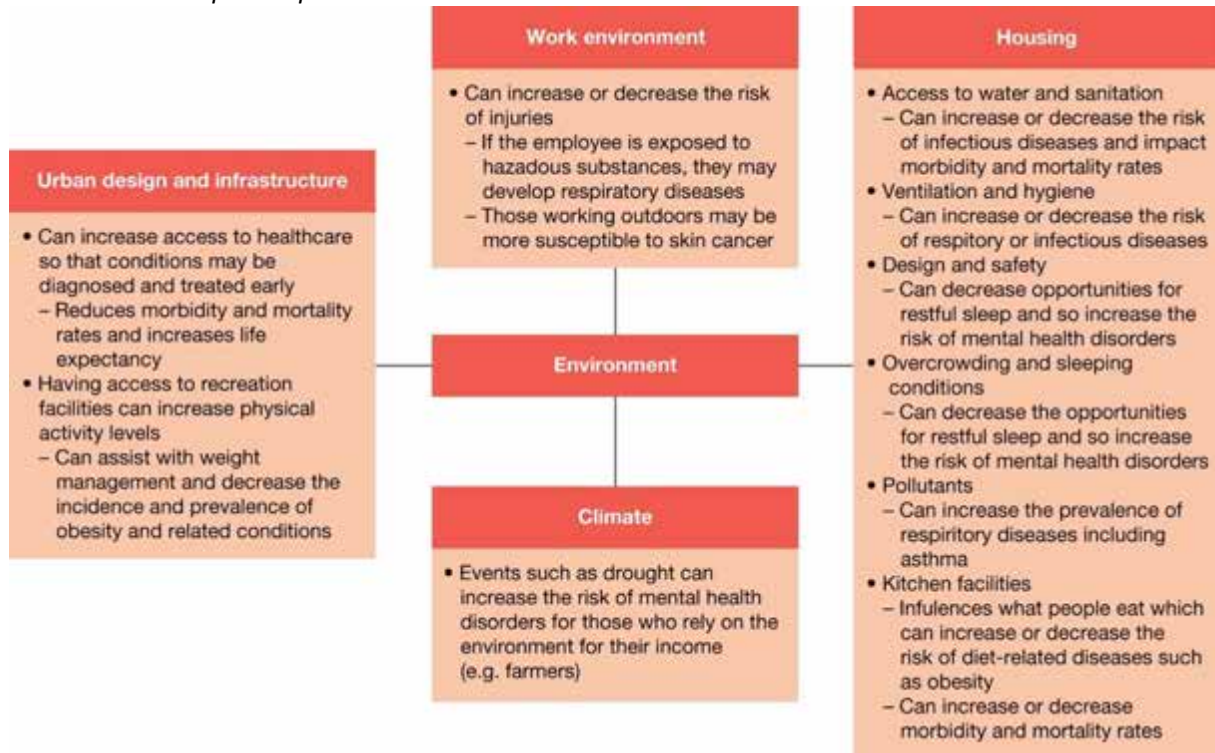 Urban design and infrastructure
• Can increase access to healthcare
so that conditions may be
diagnosed and treated early
– Reduces morbidity and mortality
rates and increases life
expectancy
• Having access to recreation
facilities can increase physical
activity levels
– Can assist with weight
management and decrease the
incidence and prevalence of
obesity and related conditions
Work environment
• Can increase or decrease the risk
of injuries
– If the employee is exposed to
hazadous substances, they may
develop respiratory diseases
– Those working outdoors may be
more susceptible to skin cancer
Environment
Climate
• Events such as drought can
increase the risk of mental health
disorders for those who rely on the
environment for their income
(e.g. farmers)
Housing
• Access to water and sanitation
– Can increase or decrease the risk
of infectious diseases and impact
morbidity and mortality rates
• Ventilation and hygiene
– Can increase or decrease the risk
of respitory or infectious diseases
• Design and safety
– Can decrease opportunities for
restful sleep and so increase the
risk of mental health disorders
• Overcrowding and sleeping
conditions
– Can decrease the opportunities
for restful sleep and so increase
the risk of mental health disorders
• Pollutants
– Can increase the prevalence of
respiritory diseases including
asthma
• Kitchen facilities
– Infulences what people eat which
can increase or decrease the
risk of diet-related diseases such
as obesity
– Can increase or decrease
morbidity and mortality rates